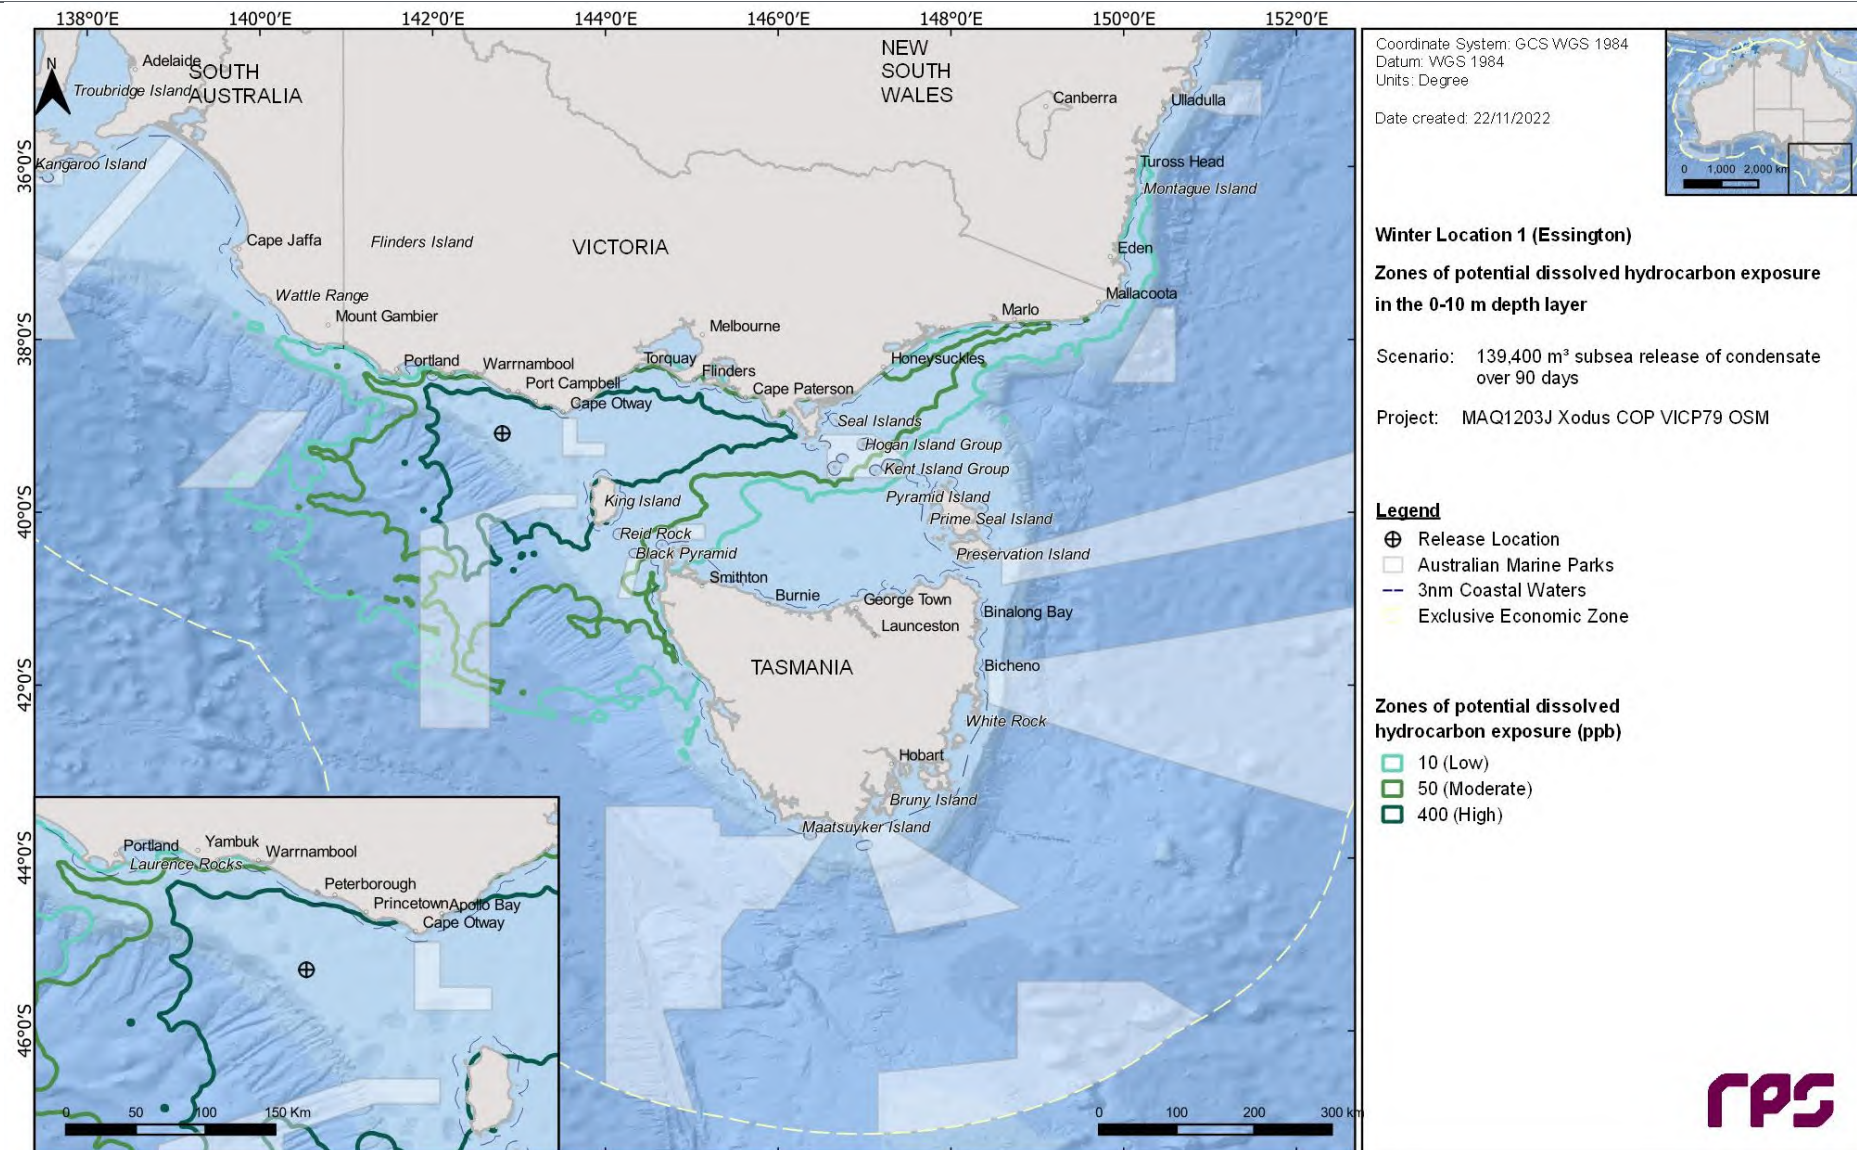 138°0'E
140°0'E
142°0'E
144°0'E
146°0'E
148°0'E
150°0'E
152°0'E
36°0'S
38°0'S
40°0'S
42°0'S
44°0'S
46°0'S
N
Adelaide
Troubridge Island
SOUTH
AUSTRALIA
Kangaroo Island
NEW
SOUTH
WALES
Canberra
Ulladulla
Tuross Head
Montague Island
Cape Jaffa
Flinders Island
VICTORIA
Eden
Wattle Range
Mount Gambier
Mallacoota
Marlo
Melbourne
Portland
Warrnambool
Torquay
Honeysuckles
Port Campbell
Flinders
Cape Otway
Cape Paterson
Seal Islands
Hogan Island Group
Kent Island Group
King Island
Pyramid Island
Prime Seal Island
Reid Rock
Black Pyramid
Preservation Island
Smithton
Burnie
George Town
Binalong Bay
Launceston
TASMANIA
Bicheno
White Rock
Hobart
Bruny Island
Maatsuyker Island
0 100 200 300 km
Portland
Yambuk
Warrnambool
Laurence Rocks
Peterborough
Princetown
Apollo Bay
Cape Otway
0 50 100 150 Km
Coordinate System: GCS WGS 1984
Datum: WGS 1984
Units: Degree
Date created: 22/11/2022
0 1,000 2,000 km
Winter Location 1 (Essington)
Zones of potential dissolved hydrocarbon exposure
in the 0-10 m depth layer
Scenario: 139,400 m³ subsea release of condensate
over 90 days
Project: MAQ1203J Xodus COP VICP79 OSM
Legend
Release Location
Australian Marine Parks
3nm Coastal Waters
Exclusive Economic Zone
Zones of potential dissolved
hydrocarbon exposure (ppb)
10 (Low)
50 (Moderate)
400 (High)
rps